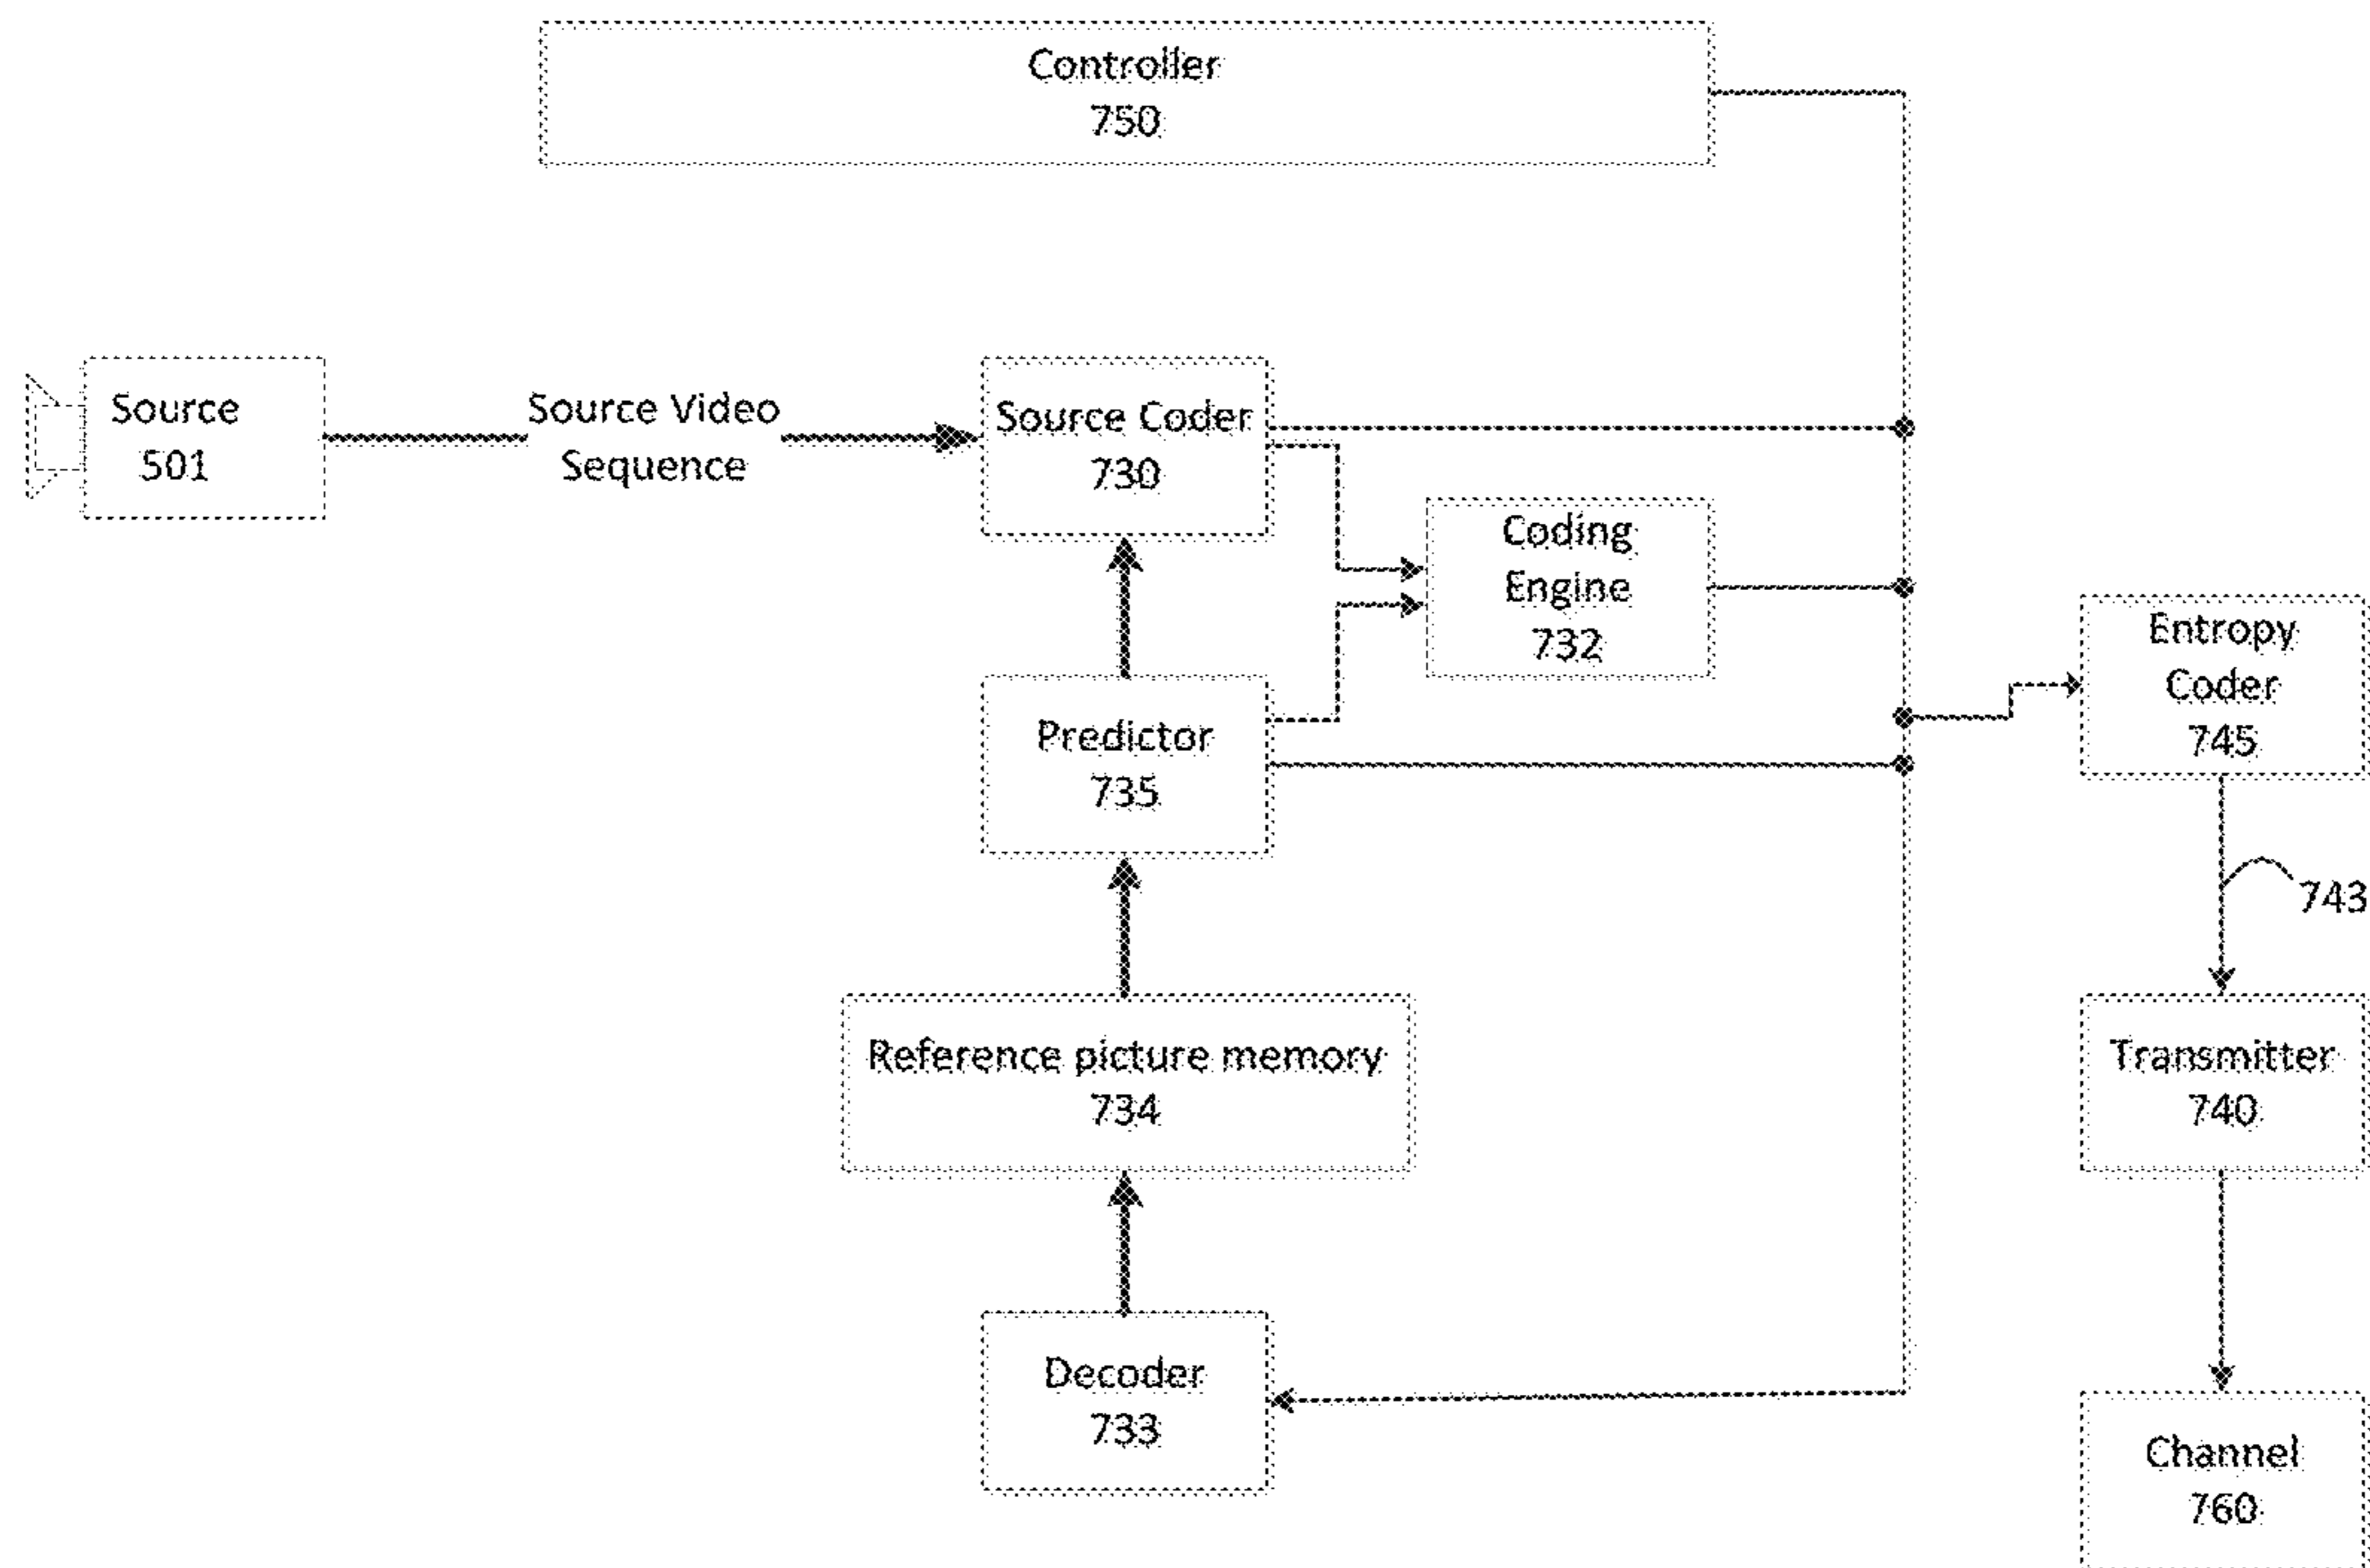 Controller
750
Source
501
Source Video
Sequence
Source Coder
730
Coding
Engine
732
Entropy
Coder
745
Predictor
735
743
Reference picture memory
734
Transmitter
740
Decoder
733
Channel
760